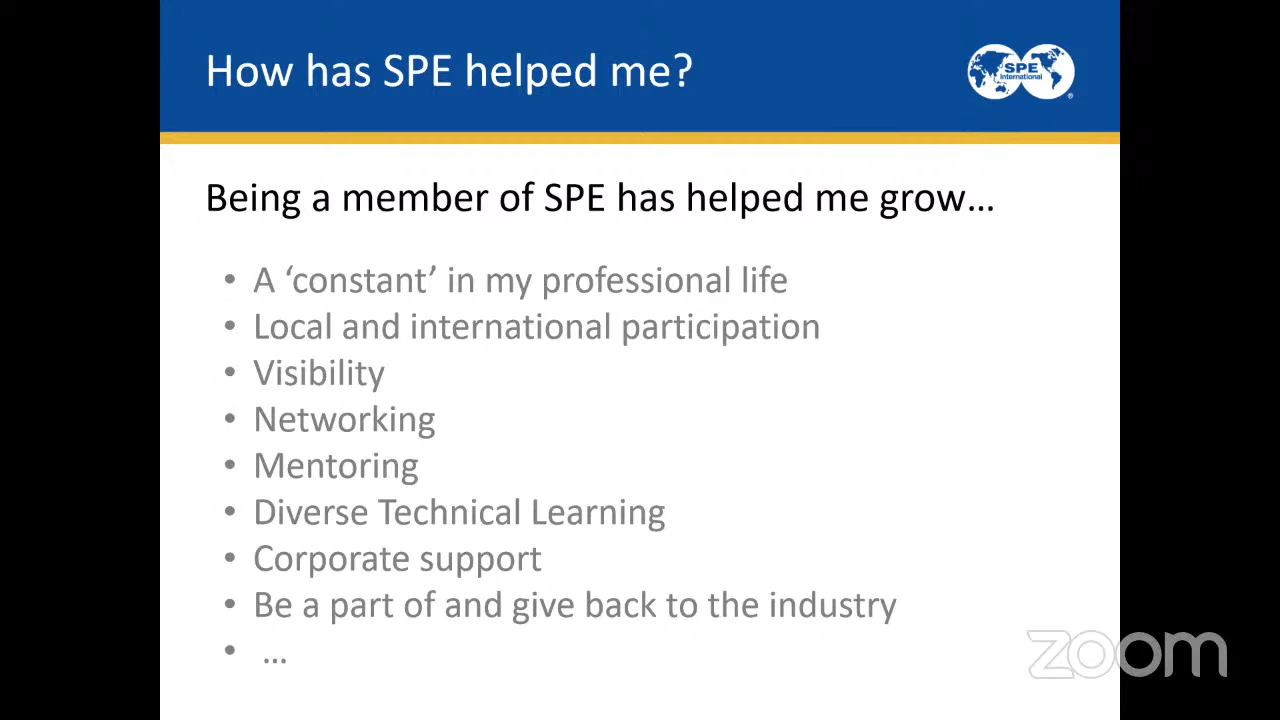 How has SPE helped me?
SPE
International
®
Being a member of SPE has helped me grow…
• A ‘constant’ in my professional life
• Local and international participation
• Visibility
• Networking
• Mentoring
• Diverse Technical Learning
• Corporate support
• Be a part of and give back to the industry
• …
zoom